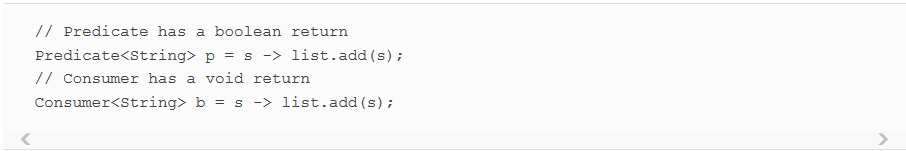 // Predicate has a boolean return
Predicate<String> p = s -> list.add(s);
// Consumer has a void return
Consumer<String> b = s -> list.add(s);